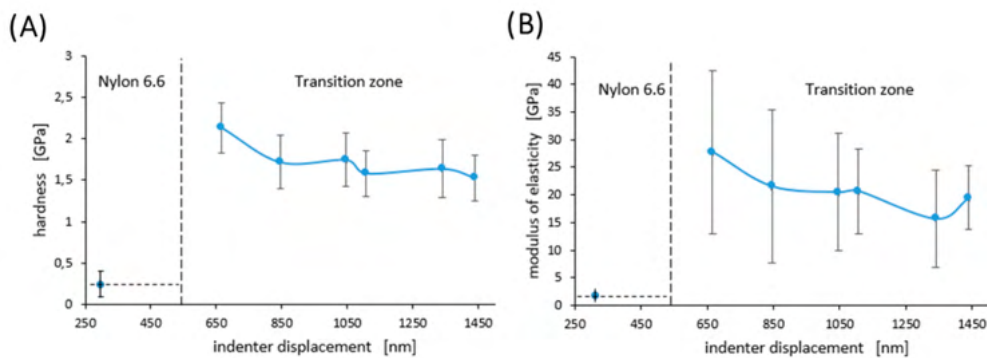 (A)
hardness [GPa]
3
2,5
2
1,5
1
0,5
0
Nylon 6.6
Transition zone
250 450 650 850 1050 1250 1450
indenter displacement [nm]
(B)
modulus of elasticity [GPa]
45
40
35
30
25
20
15
10
5
0
Nylon 6.6
Transition zone
250 450 650 850 1050 1250 1450
indenter displacement [nm]